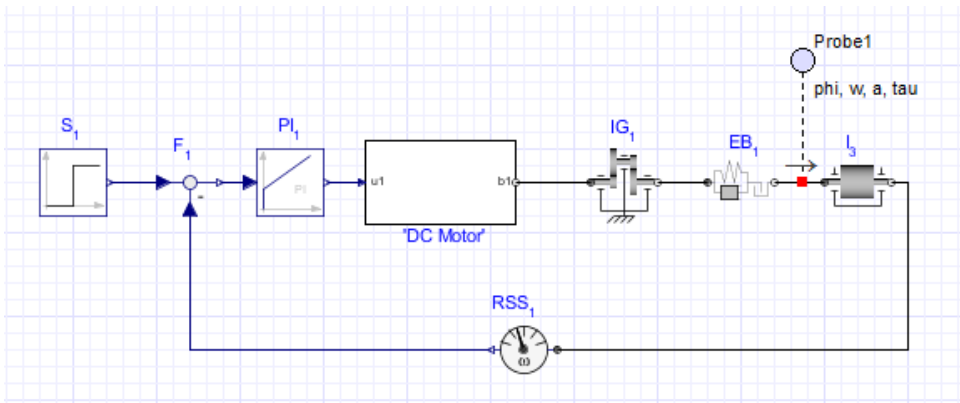 Probe1
phi, w, a, tau
S1
F1
PI1
IG1
EB1
I3
PI
u1
b1
-
'DC Motor'
RSS1
ω